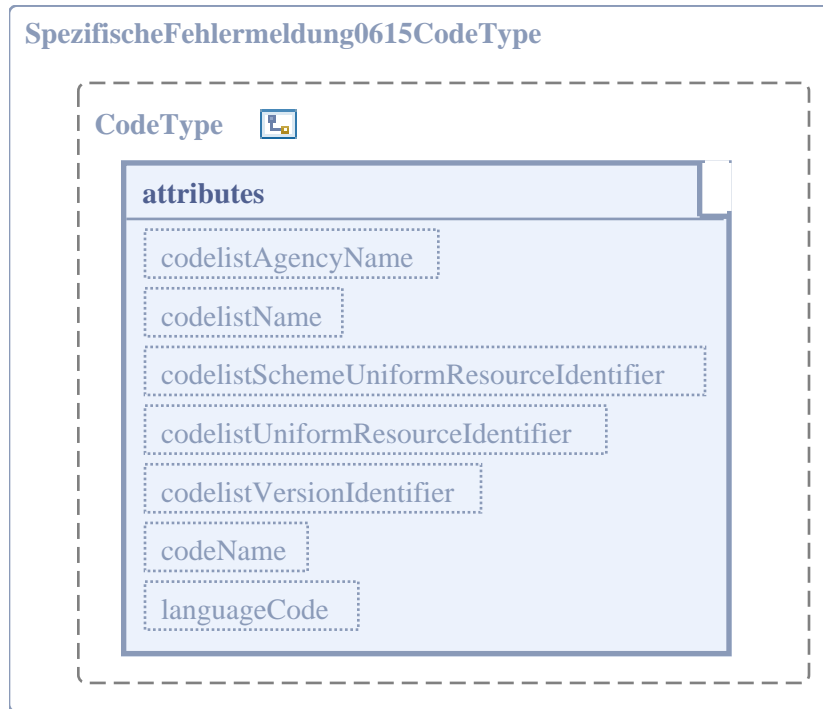 SpezifischeFehlermeldung0615CodeType
CodeType
attributes
codelistAgencyName
codelistName
codelistSchemeUniformResourceIdentifier
codelistUniformResourceIdentifier
codelistVersionIdentifier
codeName
languageCode